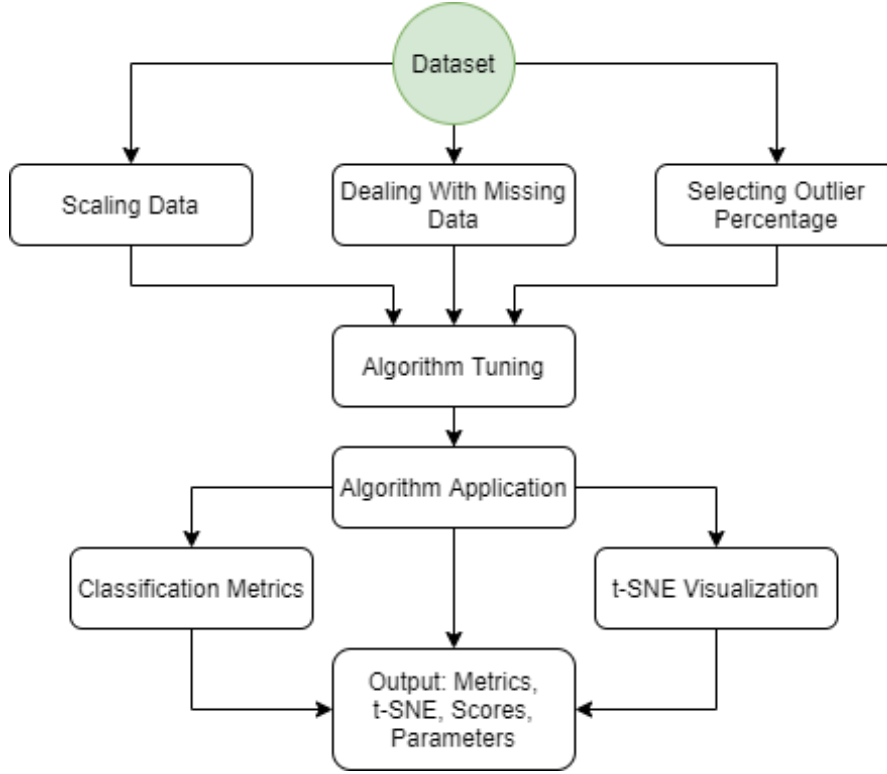 Dataset
Scaling Data
Dealing With Missing
Data
Selecting Outlier
Percentage
Algorithm Tuning
Algorithm Application
Classification Metrics
t-SNE Visualization
Output: Metrics,
t-SNE, Scores,
Parameters